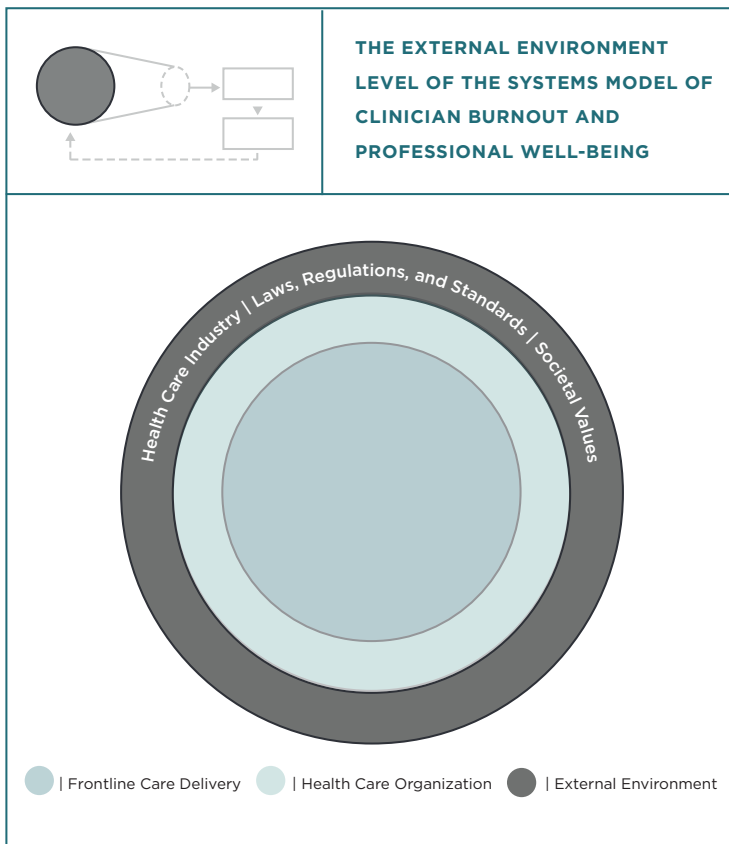 THE EXTERNAL ENVIRONMENT
LEVEL OF THE SYSTEMS MODEL OF
CLINICIAN BURNOUT AND
PROFESSIONAL WELL-BEING
Health Care Industry | Laws, Regulations, and Standards | Societal Values
| Frontline Care Delivery | Health Care Organization | External Environment